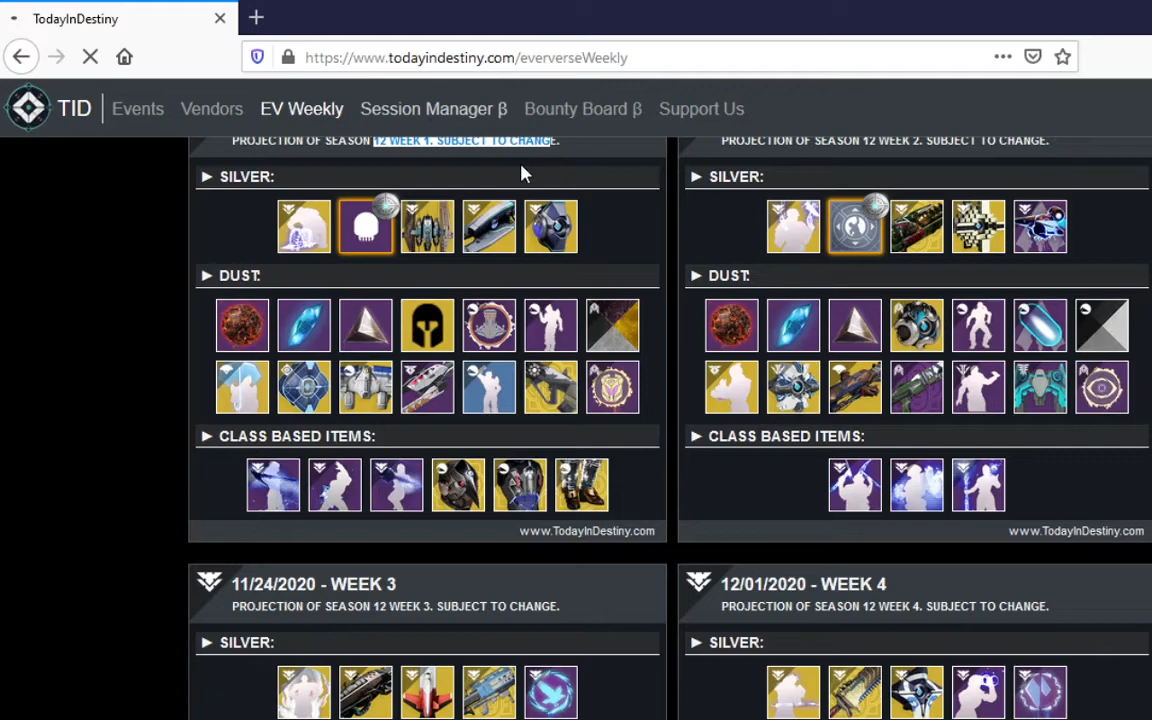 TodayInDestiny
https://www.todayindestiny.com/eververseWeekly
TID Events Vendors EV Weekly Session Manager β Bounty Board β Support Us
PROJECTION OF SEASON 12 WEEK 1. SUBJECT TO CHANGE.
SILVER:
DUST:
CLASS BASED ITEMS:
www.TodayInDestiny.com
PROJECTION OF SEASON 12 WEEK 2. SUBJECT TO CHANGE.
SILVER:
DUST:
CLASS BASED ITEMS:
www.TodayInDestiny.com
11/24/2020 - WEEK 3
PROJECTION OF SEASON 12 WEEK 3. SUBJECT TO CHANGE.
SILVER:
12/01/2020 - WEEK 4
PROJECTION OF SEASON 12 WEEK 4. SUBJECT TO CHANGE.
SILVER: